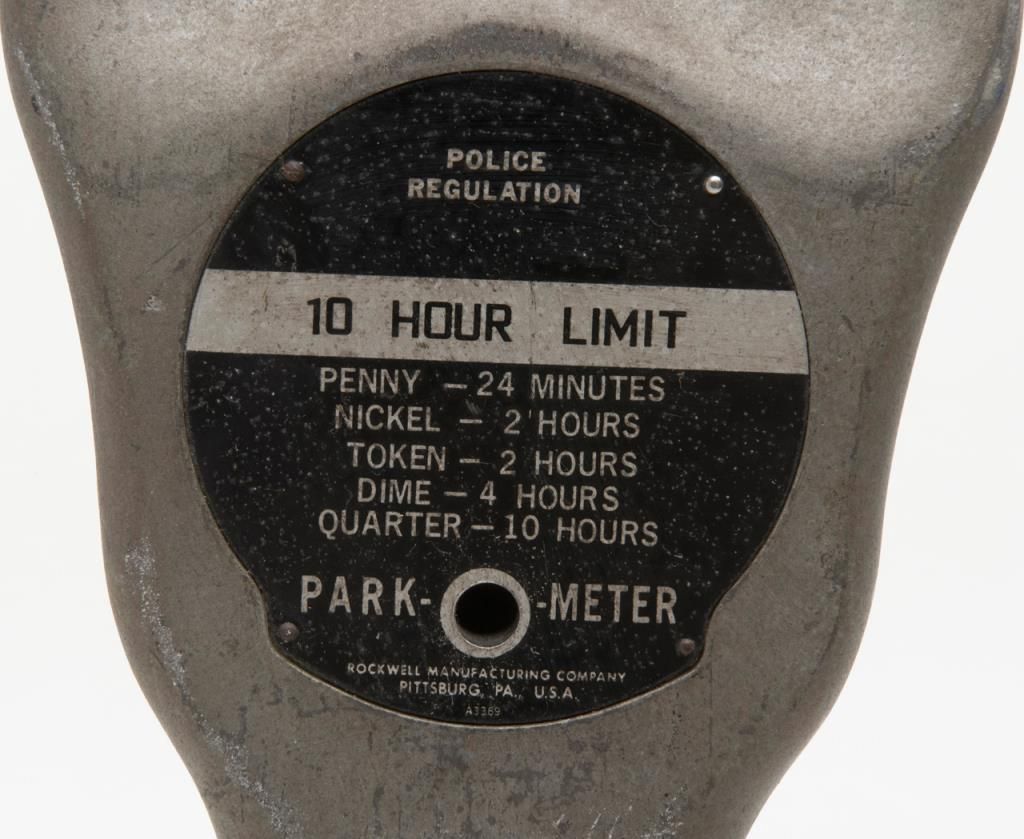 POLICE
REGULATION
10 HOUR LIMIT
PENNY — 24 MINUTES
NICKEL — 2 HOURS
TOKEN — 2 HOURS
DIME — 4 HOURS
QUARTER — 10 HOURS
PARK-O-METER
ROCKWELL MANUFACTURING COMPANY
PITTSBURG, PA., U.S.A.
A3369